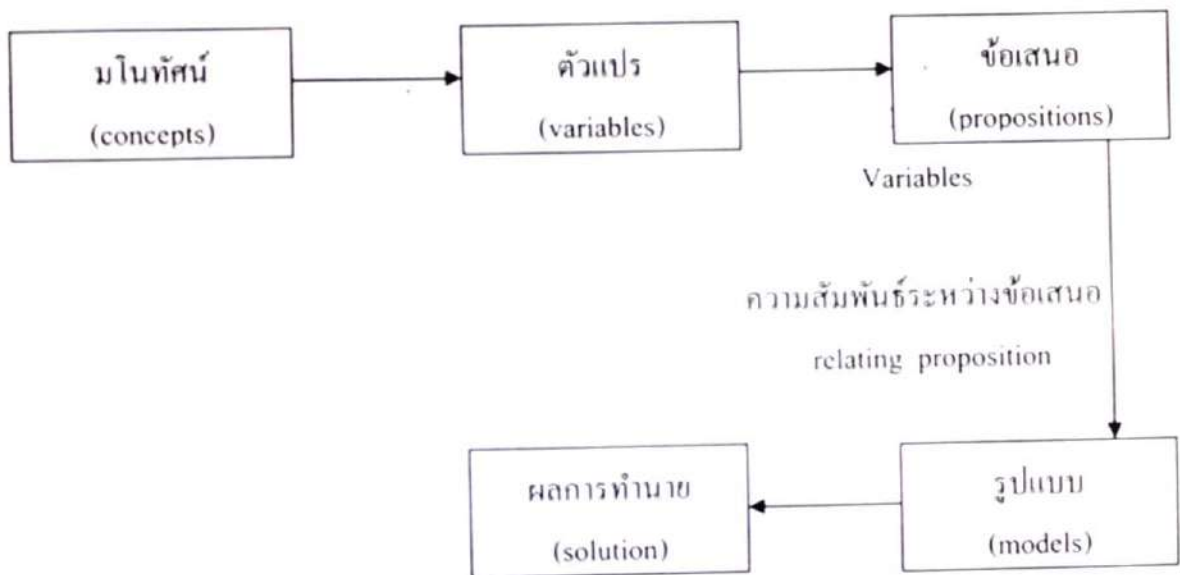 มโนทัศน์
(concepts)
ตัวแปร
(variables)
ข้อเสนอ
(propositions)
Variables
ความสัมพันธ์ระหว่างข้อเสนอ
relating proposition
รูปแบบ
(models)
ผลการทำนาย
(solution)